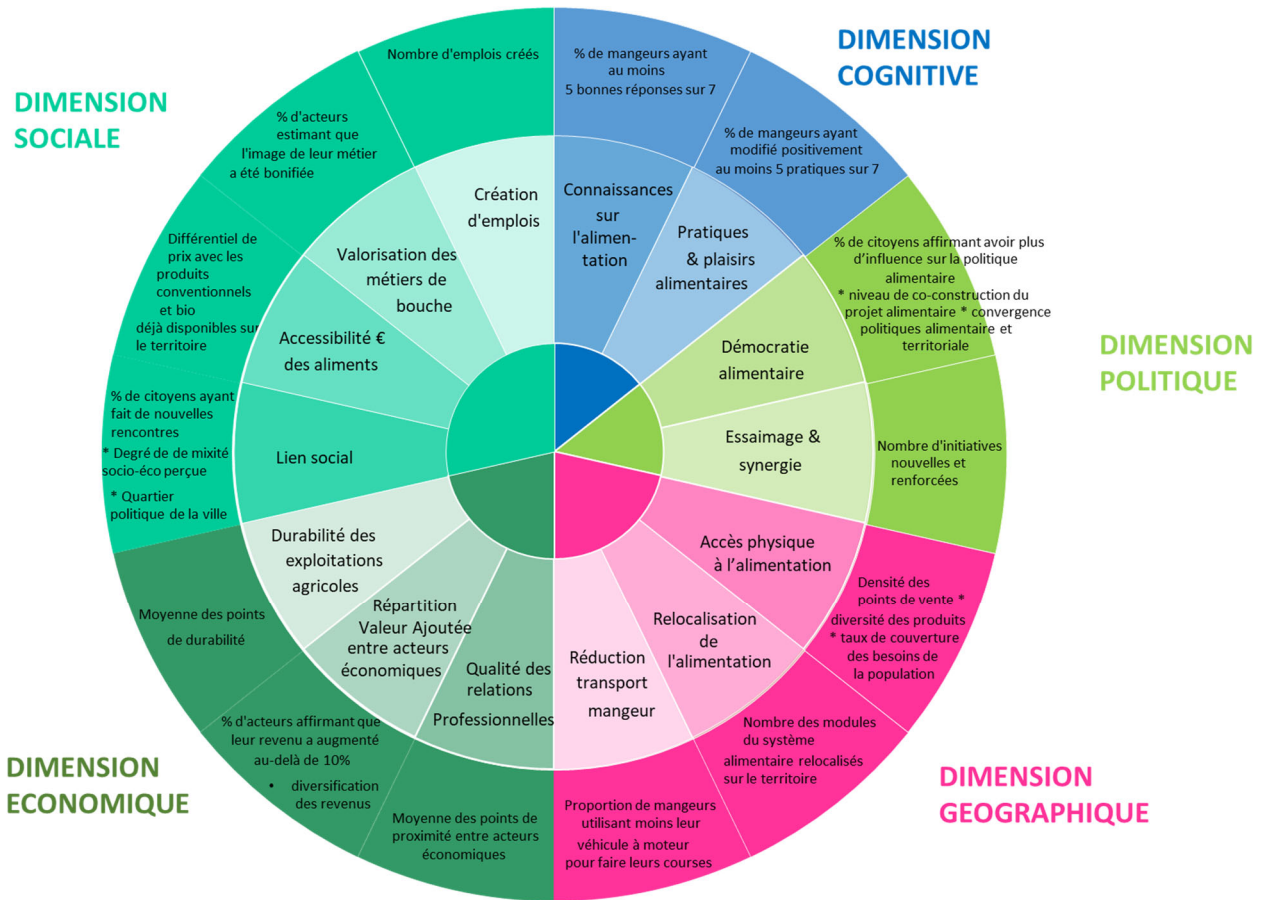 DIMENSION
SOCIALE
DIMENSION
COGNITIVE
DIMENSION
POLITIQUE
DIMENSION
GEOGRAPHIQUE
DIMENSION
ECONOMIQUE
Nombre d'emplois créés
% de mangeurs ayant
au moins
5 bonnes réponses sur 7
% de mangeurs ayant
modifié positivement
au moins 5 pratiques sur 7
% de citoyens affirmant avoir plus
d’influence sur la politique
alimentaire
* niveau de co-construction du
projet alimentaire * convergence
politiques alimentaire et
territoriale
Nombre d'initiatives
nouvelles et
renforcées
Densité des
points de vente *
diversité des produits
* taux de couverture
des besoins de
la population
Nombre des modules
du système
alimentaire relocalisés
sur le territoire
Proportion de mangeurs
utilisant moins leur
véhicule à moteur
pour faire leurs courses
Moyenne des points de
proximité entre acteurs
économiques
% d'acteurs affirmant que
leur revenu a augmenté
au-delà de 10%
• diversification
des revenus
Moyenne des points
de durabilité
% de citoyens ayant
fait de nouvelles
rencontres
* Degré de de mixité
socio-éco perçue
* Quartier
politique de la ville
Différentiel de
prix avec les
produits
conventionnels
et bio
déjà disponibles sur
le territoire
% d'acteurs
estimant que
l'image de leur métier
a été bonifiée
Création
d'emplois
Connaissances
sur
l'alimen-
tation
Pratiques
& plaisirs
alimentaires
Démocratie
alimentaire
Essaimage &
synergie
Accès physique
à l’alimentation
Relocalisation
de
l'alimentation
Réduction
transport
mangeur
Qualité des
relations
Professionnelles
Répartition
Valeur Ajoutée
entre acteurs
économiques
Durabilité des
exploitations
agricoles
Lien social
Accessibilité €
des aliments
Valorisation des
métiers de
bouche